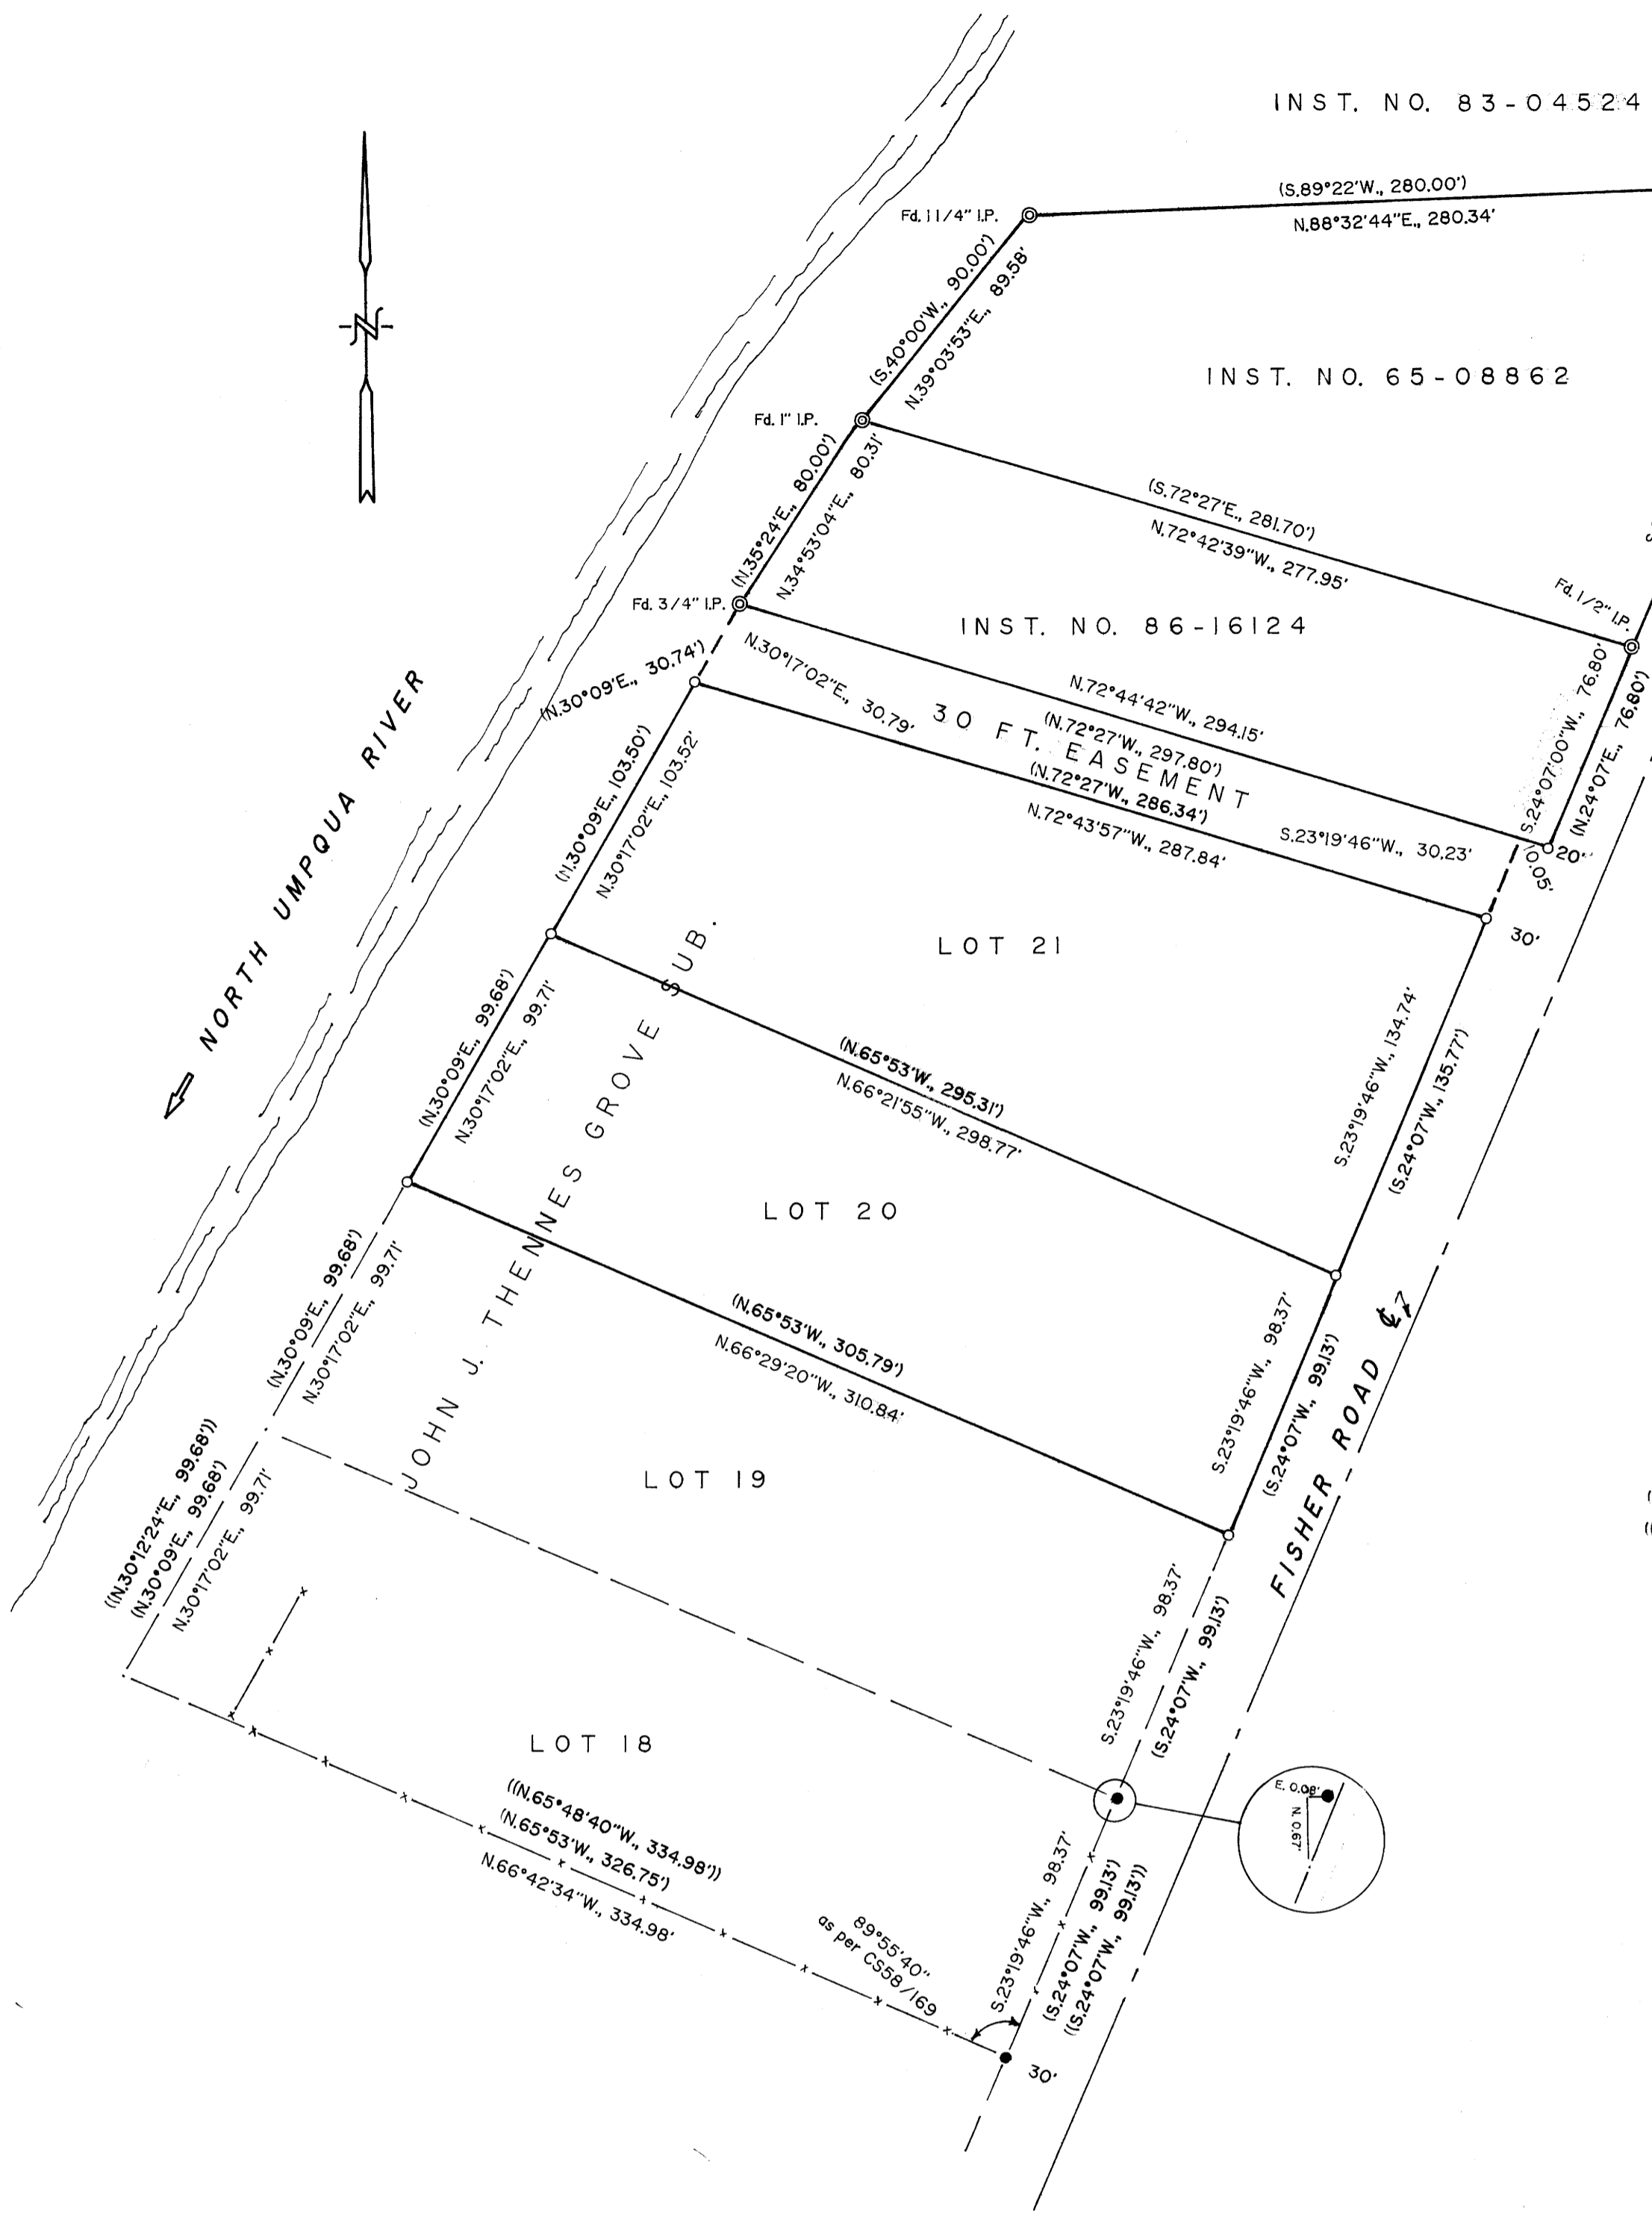 INST. NO. 83-04524
(S.89°22'W., 280.00')
N.88°32'44"E., 280.34'
Fd. 1 1/4" I.P.
(S.40°00'W., 90.00')
N.39°03'53"E., 89.58'
N
INST. NO. 65-08862
Fd. 1" I.P.
(N.35°24'E., 80.00')
N.34°53'04"E., 80.31'
(S.72°27'E., 281.70')
N.72°42'39"W., 277.95'
Fd. 1/2" I.P.
Fd. 3/4" I.P.
INST. NO. 86-16124
S.24°07'00"W., 76.80'
(N.24°07'E., 76.80')
(N.30°09'E., 30.74')
N.30°17'02"E., 30.79'
N.72°44'42"W., 294.15'
(N.72°27'W., 297.80')
30 FT. EASEMENT
(N.72°27'W., 286.34')
N.72°43'57"W., 287.84'
S.23°19'46"W., 30.23'
20'
10.05'
30'
NORTH UMPQUA RIVER
(N.30°09'E., 103.50')
N.30°17'02"E., 103.52'
LOT 21
S.23°19'46"W., 134.74'
(S.24°07'W., 135.77')
(N.30°09'E., 99.68')
N.30°17'02"E., 99.71'
(N.65°53'W., 295.31')
N.66°21'55"W., 298.77'
JOHN J. THENNES GROVE SUB.
LOT 20
S.23°19'46"W., 98.37'
(S.24°07'W., 99.13')
(N.30°09'E., 99.68')
N.30°17'02"E., 99.71'
(N.65°53'W., 305.79')
N.66°29'20"W., 310.84'
FISHER ROAD ℄
LOT 19
S.23°19'46"W., 98.37'
(S.24°07'W., 99.13')
((N.30°12'24"E., 99.68'))
(N.30°09'E., 99.68')
N.30°17'02"E., 99.71'
LOT 18
((N.65°48'40"W., 334.98'))
(N.65°53'W., 326.75')
N.66°42'34"W., 334.98'
E. 0.08'
N. 0.67'
89°55'40"
as per CS58/169
S.23°19'46"W., 98.37'
(S.24°07'W., 99.13')
((S.24°07'W., 99.13'))
30'